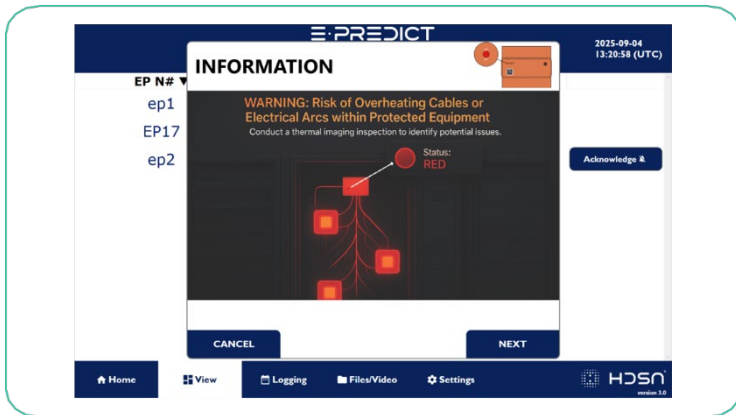 E·PREDICT
2025-09-04
13:20:58 (UTC)
INFORMATION
EP N# ▼
ep1
EP17
ep2
WARNING: Risk of Overheating Cables or
Electrical Arcs within Protected Equipment
Conduct a thermal imaging inspection to identify potential issues.
Status:
RED
Acknowledge
CANCEL
NEXT
Home
View
Logging
Files/Video
Settings
HDSN
version 3.0